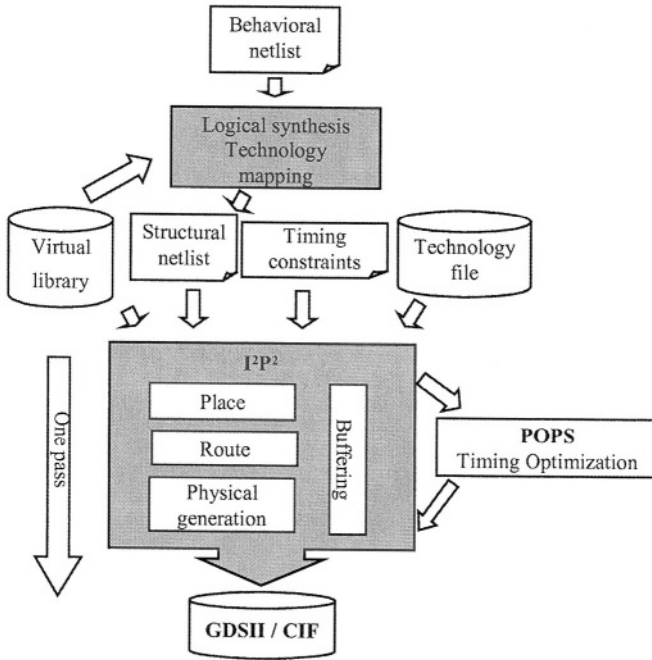 Behavioral
netlist
Logical synthesis
Technology
mapping
Virtual
library
Structural
netlist
Timing
constraints
Technology
file
One pass
I²P²
Place
Route
Physical
generation
Buffering
POPS
Timing Optimization
GDSII / CIF